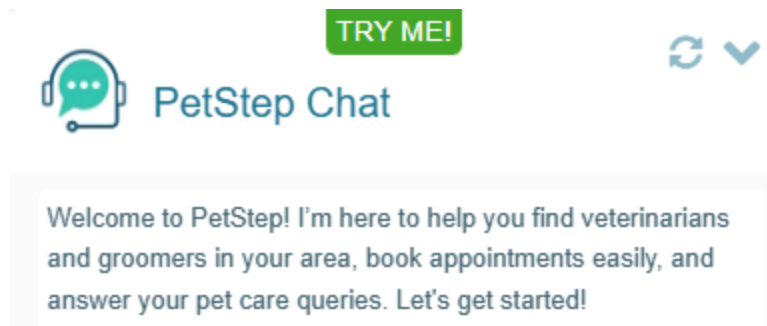 TRY ME!
PetStep Chat
Welcome to PetStep! I'm here to help you find veterinarians
and groomers in your area, book appointments easily, and
answer your pet care queries. Let's get started!